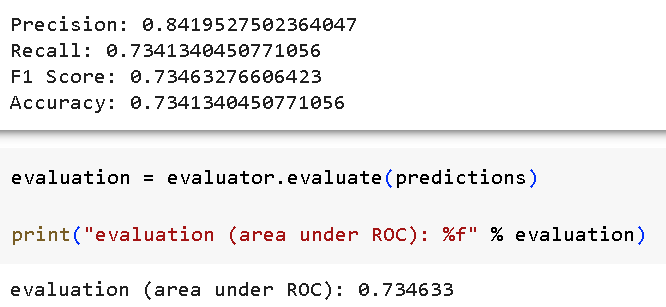 Precision: 0.8419527502364047
Recall: 0.7341340450771056
F1 Score: 0.73463276606423
Accuracy: 0.7341340450771056
evaluation = evaluator.evaluate(predictions)
print("evaluation (area under ROC): %f" % evaluation)
evaluation (area under ROC): 0.734633